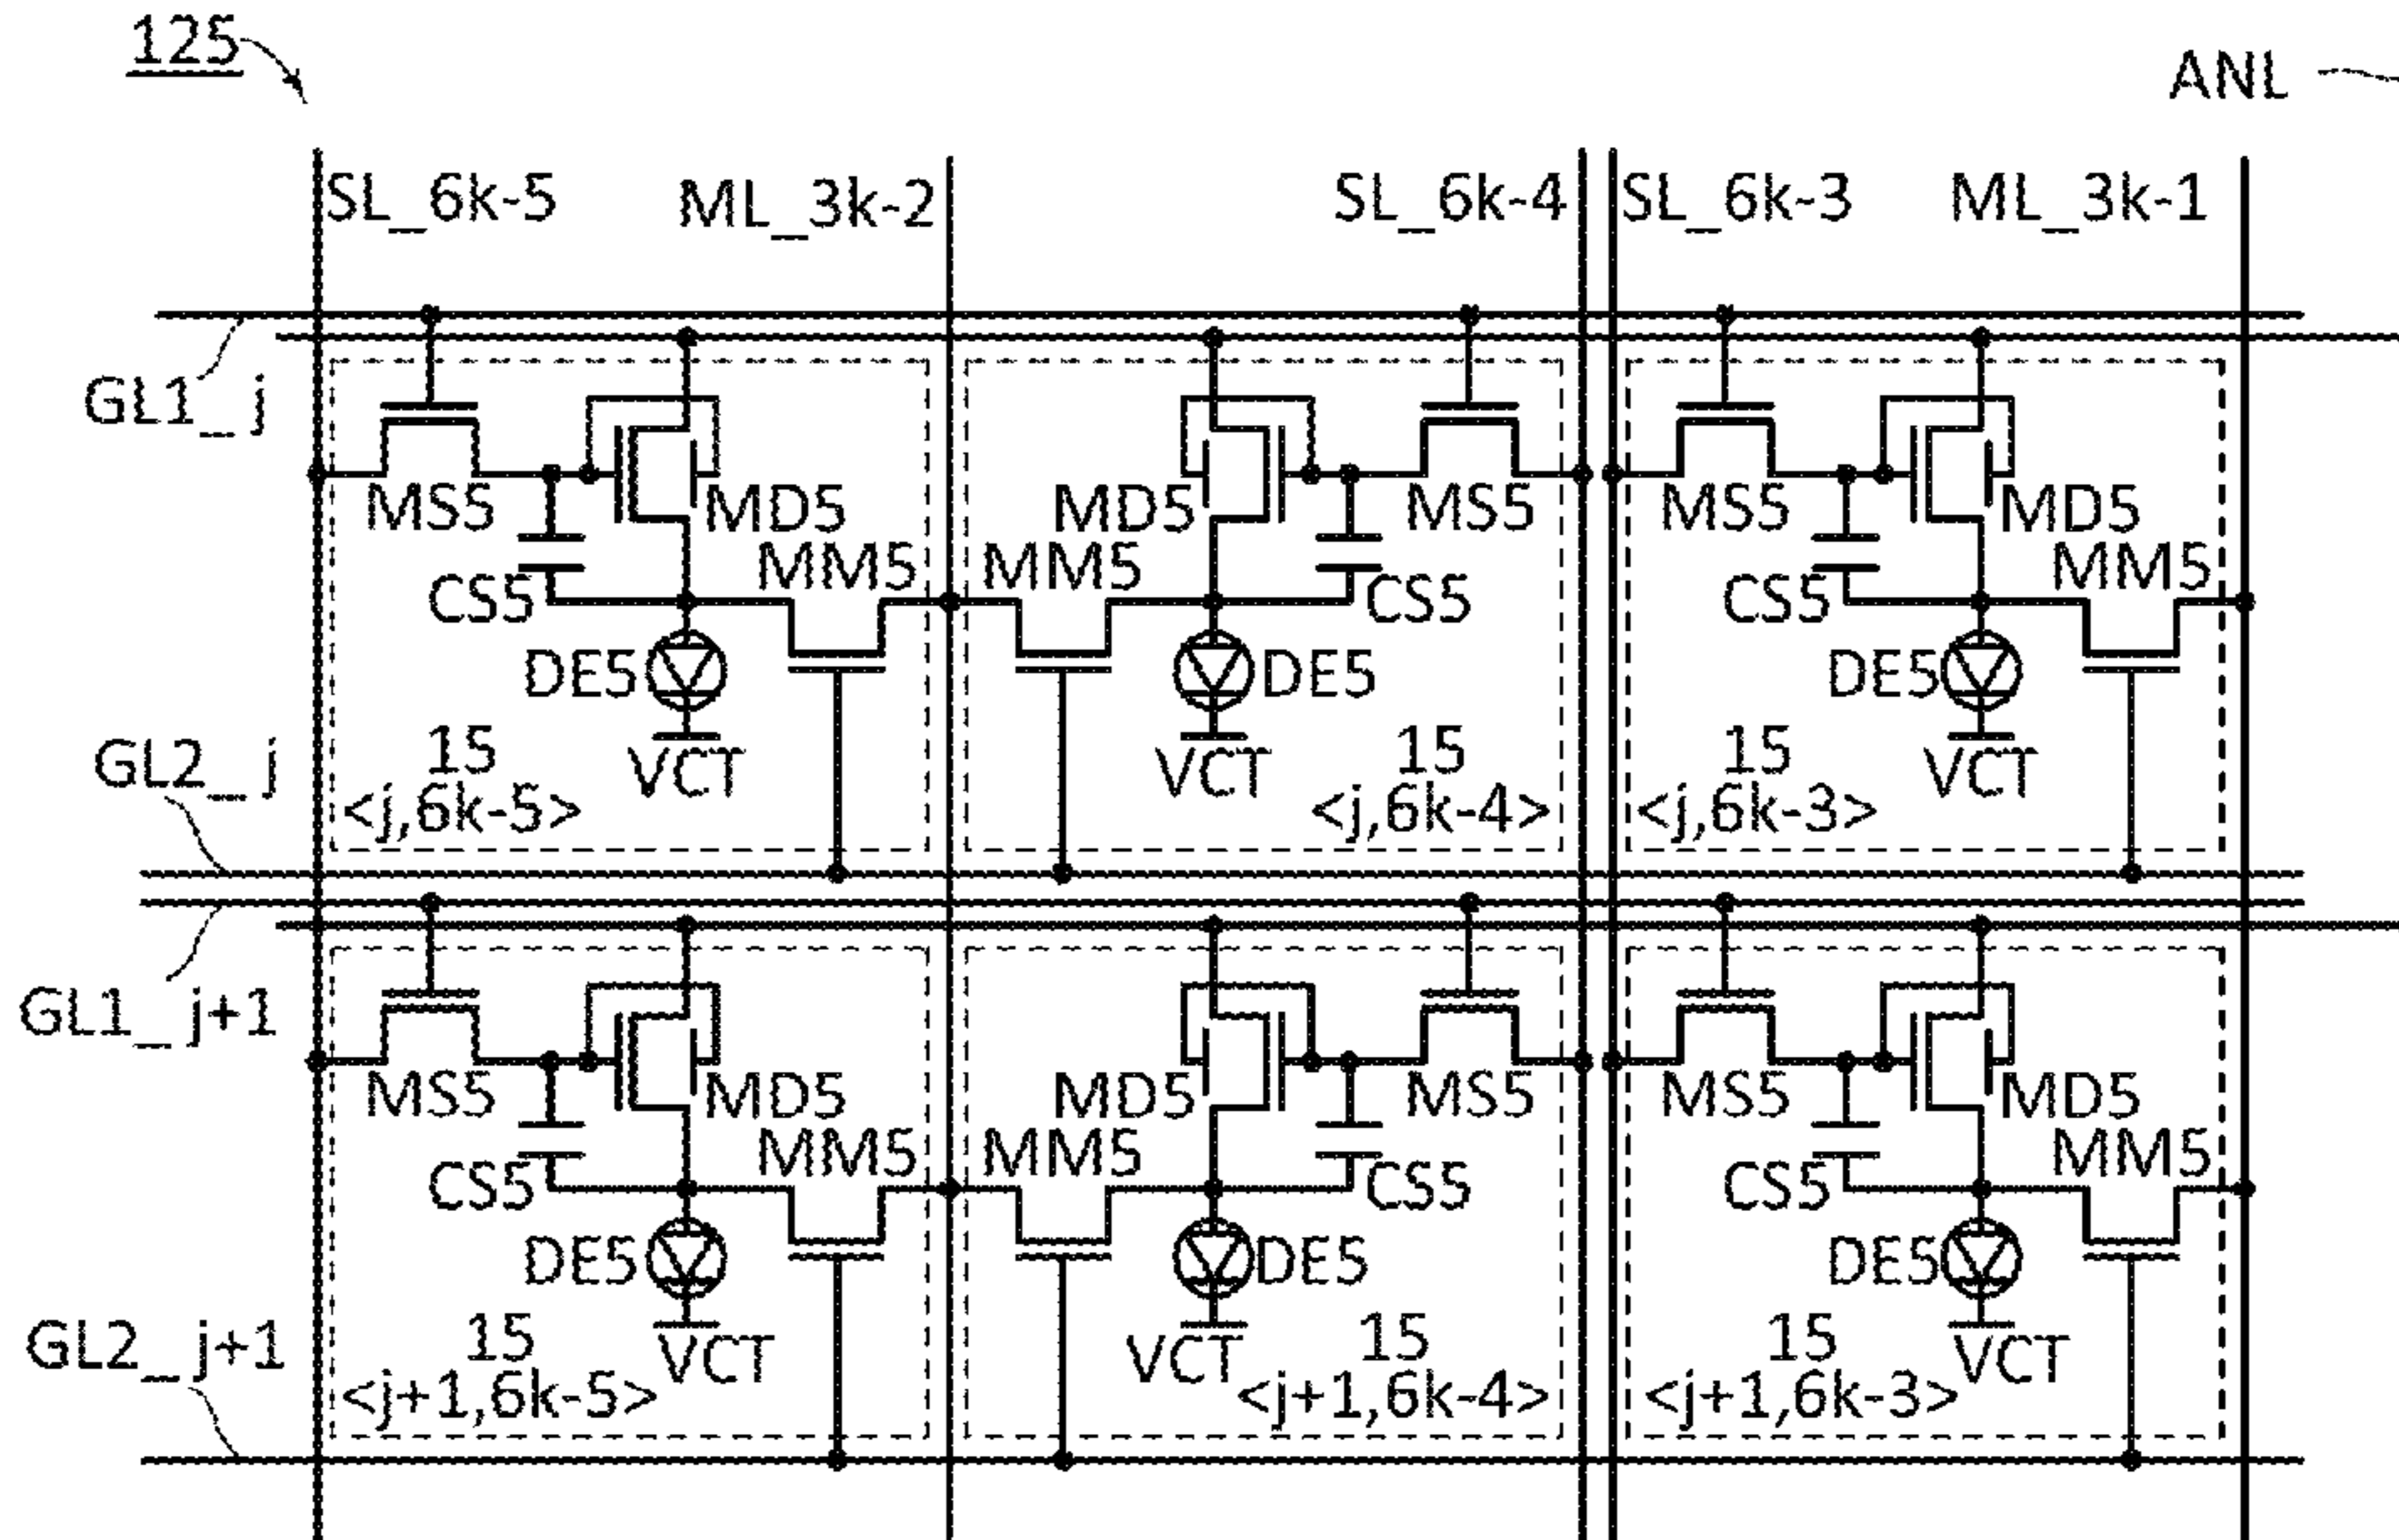 125
ANL
SL_6k-5 ML_3k-2 SL_6k-4 SL_6k-3 ML_3k-1
GL1_j
MS5 MD5 MD5 MS5 MS5 MD5
MM5 MM5 MM5
CS5 CS5 CS5
DE5 DE5 DE5
GL2_j
15 VCT VCT 15 15 VCT
<j,6k-5> <j,6k-4> <j,6k-3>
GL1_j+1
MS5 MD5 MD5 MS5 MS5 MD5
MM5 MM5 MM5
CS5 CS5 CS5
DE5 DE5 DE5
GL2_j+1
15 VCT VCT 15 15 VCT
<j+1,6k-5> <j+1,6k-4> <j+1,6k-3>